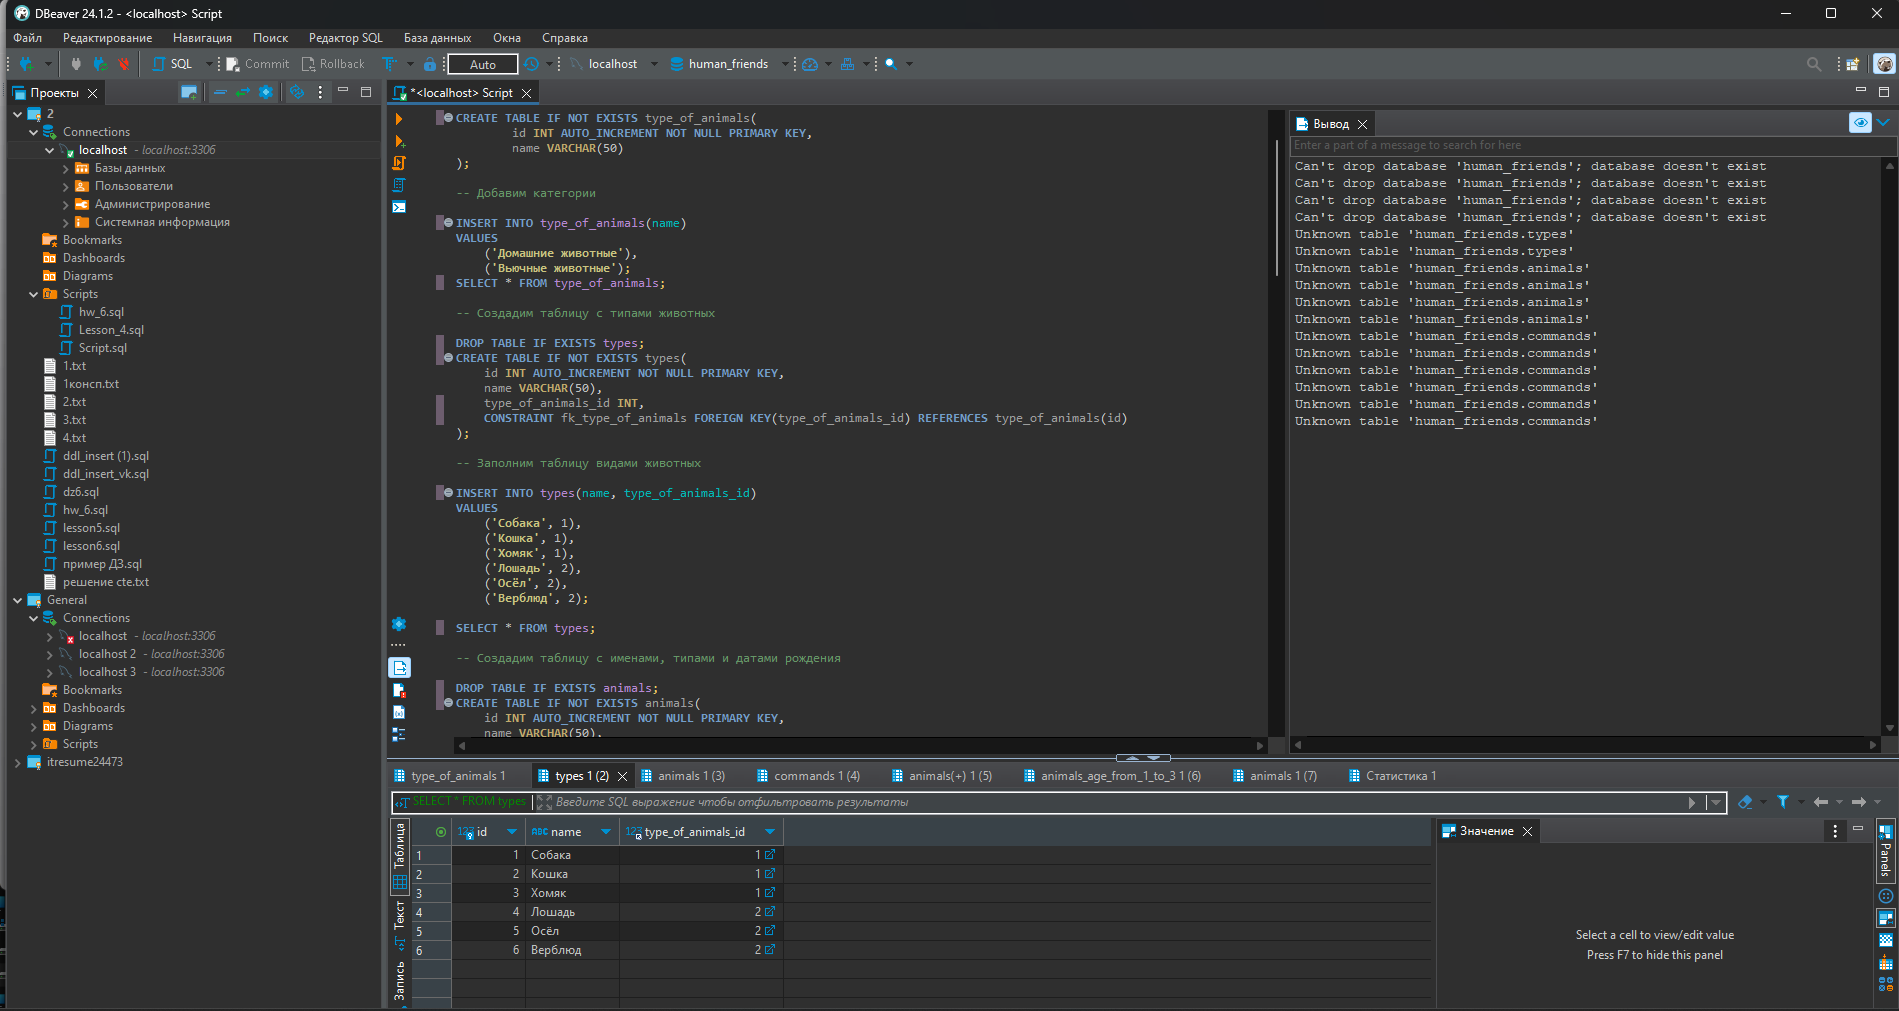 DBeaver 24.1.2 - <localhost> Script
Файл Редактирование Навигация Поиск Редактор SQL База данных Окна Справка
SQL Commit Rollback Auto localhost human_friends
Проекты
2
Connections
localhost - localhost:3306
Базы данных
Пользователи
Администрирование
Системная информация
Bookmarks
Dashboards
Diagrams
Scripts
hw_6.sql
Lesson_4.sql
Script.sql
1.txt
1консп.txt
2.txt
3.txt
4.txt
ddl_insert (1).sql
ddl_insert_vk.sql
dz6.sql
hw_6.sql
lesson5.sql
lesson6.sql
пример ДЗ.sql
решение cte.txt
General
Connections
localhost - localhost:3306
localhost 2 - localhost:3306
localhost 3 - localhost:3306
Bookmarks
Dashboards
Diagrams
Scripts
itresume24473
*<localhost> Script
CREATE TABLE IF NOT EXISTS type_of_animals(
id INT AUTO_INCREMENT NOT NULL PRIMARY KEY,
name VARCHAR(50)
);
-- Добавим категории
INSERT INTO type_of_animals(name)
VALUES
('Домашние животные'),
('Вьючные животные');
SELECT * FROM type_of_animals;
-- Создадим таблицу с типами животных
DROP TABLE IF EXISTS types;
CREATE TABLE IF NOT EXISTS types(
id INT AUTO_INCREMENT NOT NULL PRIMARY KEY,
name VARCHAR(50),
type_of_animals_id INT,
CONSTRAINT fk_type_of_animals FOREIGN KEY(type_of_animals_id) REFERENCES type_of_animals(id)
);
-- Заполним таблицу видами животных
INSERT INTO types(name, type_of_animals_id)
VALUES
('Собака', 1),
('Кошка', 1),
('Хомяк', 1),
('Лошадь', 2),
('Осёл', 2),
('Верблюд', 2);
SELECT * FROM types;
-- Создадим таблицу с именами, типами и датами рождения
DROP TABLE IF EXISTS animals;
CREATE TABLE IF NOT EXISTS animals(
id INT AUTO_INCREMENT NOT NULL PRIMARY KEY,
name VARCHAR(50),
Вывод
Enter a part of a message to search for here
Can't drop database 'human_friends'; database doesn't exist
Can't drop database 'human_friends'; database doesn't exist
Can't drop database 'human_friends'; database doesn't exist
Can't drop database 'human_friends'; database doesn't exist
Unknown table 'human_friends.types'
Unknown table 'human_friends.types'
Unknown table 'human_friends.animals'
Unknown table 'human_friends.animals'
Unknown table 'human_friends.animals'
Unknown table 'human_friends.animals'
Unknown table 'human_friends.commands'
Unknown table 'human_friends.commands'
Unknown table 'human_friends.commands'
Unknown table 'human_friends.commands'
Unknown table 'human_friends.commands'
Unknown table 'human_friends.commands'
type_of_animals 1 types 1 (2) animals 1 (3) commands 1 (4) animals(+) 1 (5) animals_age_from_1_to_3 1 (6) animals 1 (7) Статистика 1
SELECT * FROM types Введите SQL выражение чтобы отфильтровать результаты
Таблица
Текст
Запись
123 id ABC name 123 type_of_animals_id
1 1 Собака 1
2 2 Кошка 1
3 3 Хомяк 1
4 4 Лошадь 2
5 5 Осёл 2
6 6 Верблюд 2
Значение
Select a cell to view/edit value
Press F7 to hide this panel
Panels